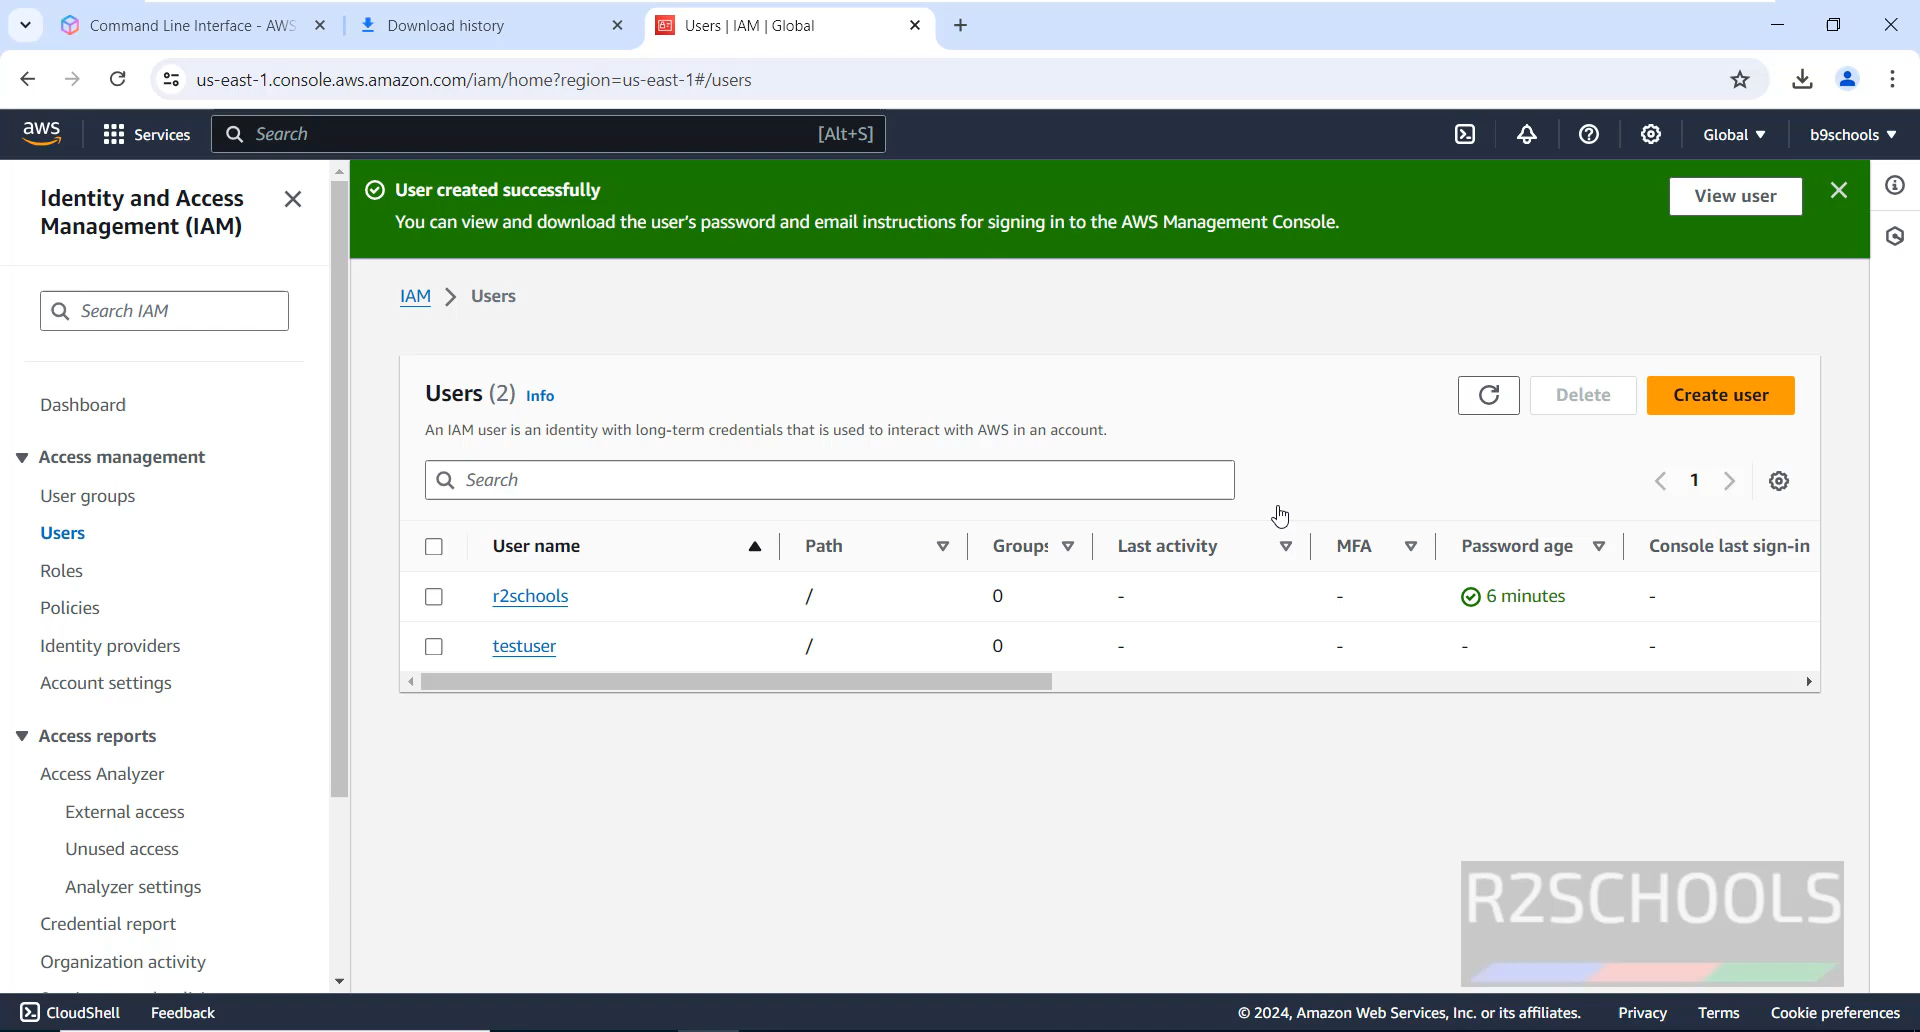 Command Line Interface - AWS
Download history
Users | IAM | Global
us-east-1.console.aws.amazon.com/iam/home?region=us-east-1#/users
aws
Services
Search
[Alt+S]
Global
b9schools
Identity and Access
Management (IAM)
Search IAM
Dashboard
Access management
User groups
Users
Roles
Policies
Identity providers
Account settings
Access reports
Access Analyzer
External access
Unused access
Analyzer settings
Credential report
Organization activity
User created successfully
You can view and download the user's password and email instructions for signing in to the AWS Management Console.
View user
IAM > Users
Users (2) Info
Delete
Create user
An IAM user is an identity with long-term credentials that is used to interact with AWS in an account.
Search
1
User name Path Groups Last activity MFA Password age Console last sign-in
r2schools / 0 - - 6 minutes -
testuser / 0 - - - -
R2SCHOOLS
CloudShell Feedback © 2024, Amazon Web Services, Inc. or its affiliates. Privacy Terms Cookie preferences